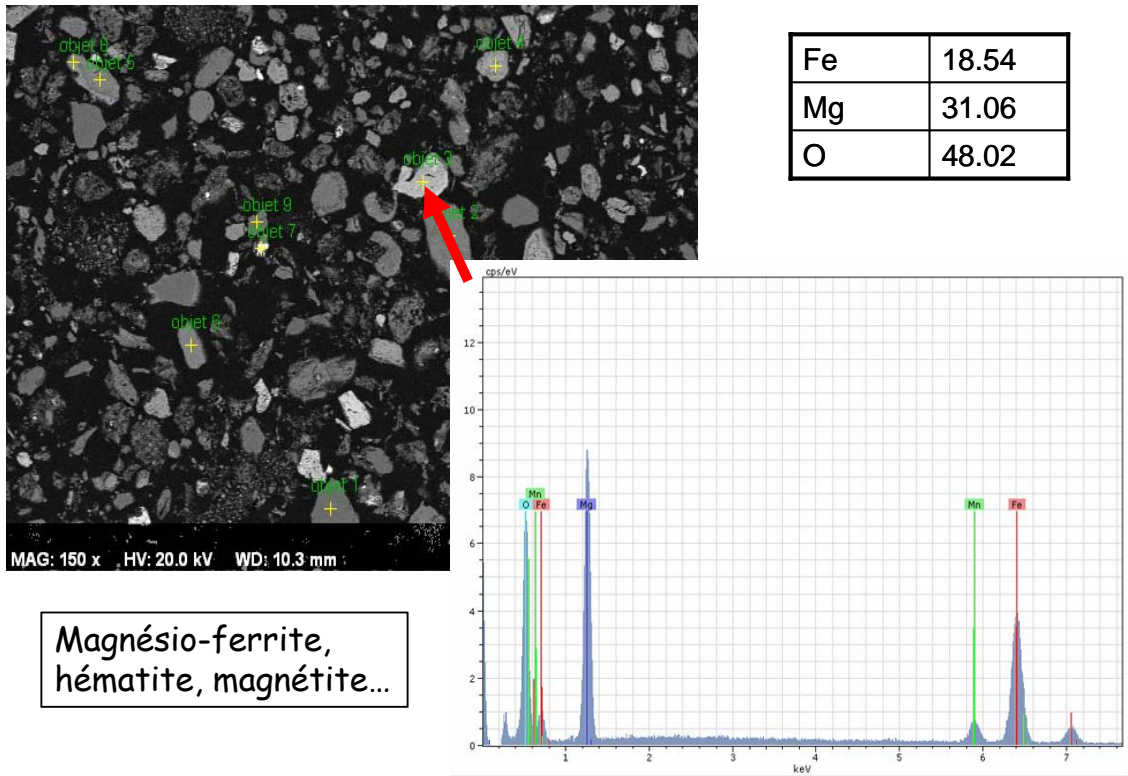 objet 8
objet 5
objet 4
objet 3
objet 2
objet 9
objet 7
objet 6
objet 1
MAG: 150 x HV: 20.0 kV WD: 10.3 mm
Fe 18.54
Mg 31.06
O 48.02
cps/eV
12
10
8
6
4
2
0
O Mn Fe Mg Mn Fe
1 2 3 4 5 6 7
keV
Magnésio-ferrite,
hématite, magnétite...